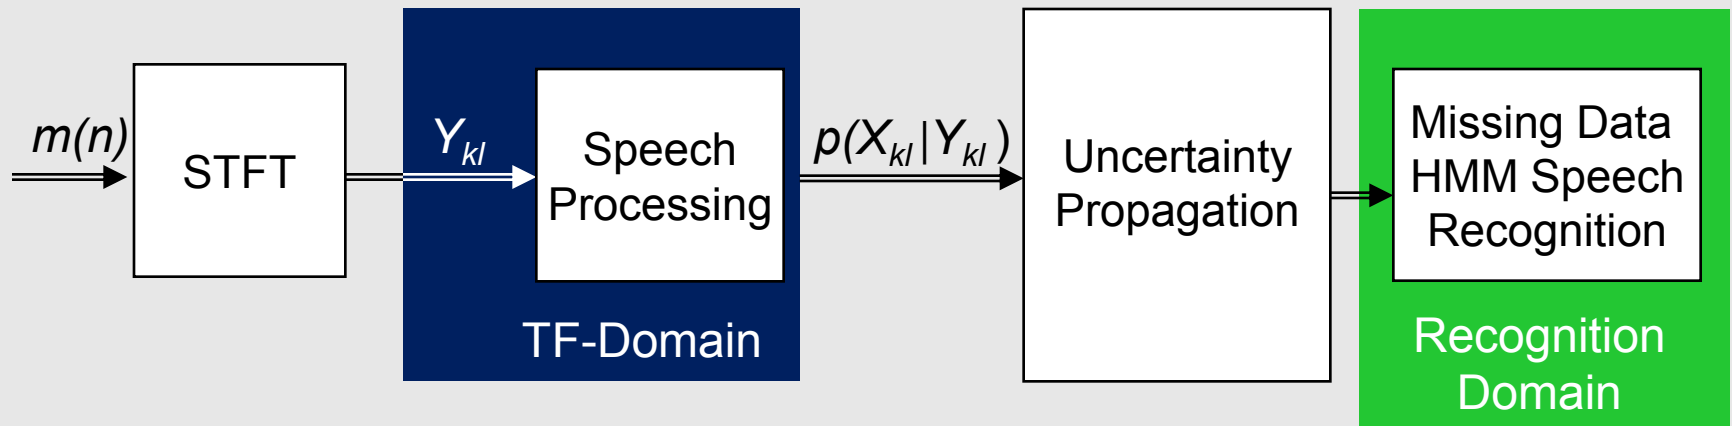 m(n)
STFT
Y_kl
Speech
Processing
TF-Domain
p(X_kl|Y_kl)
Uncertainty
Propagation
Missing Data
HMM Speech
Recognition
Recognition
Domain